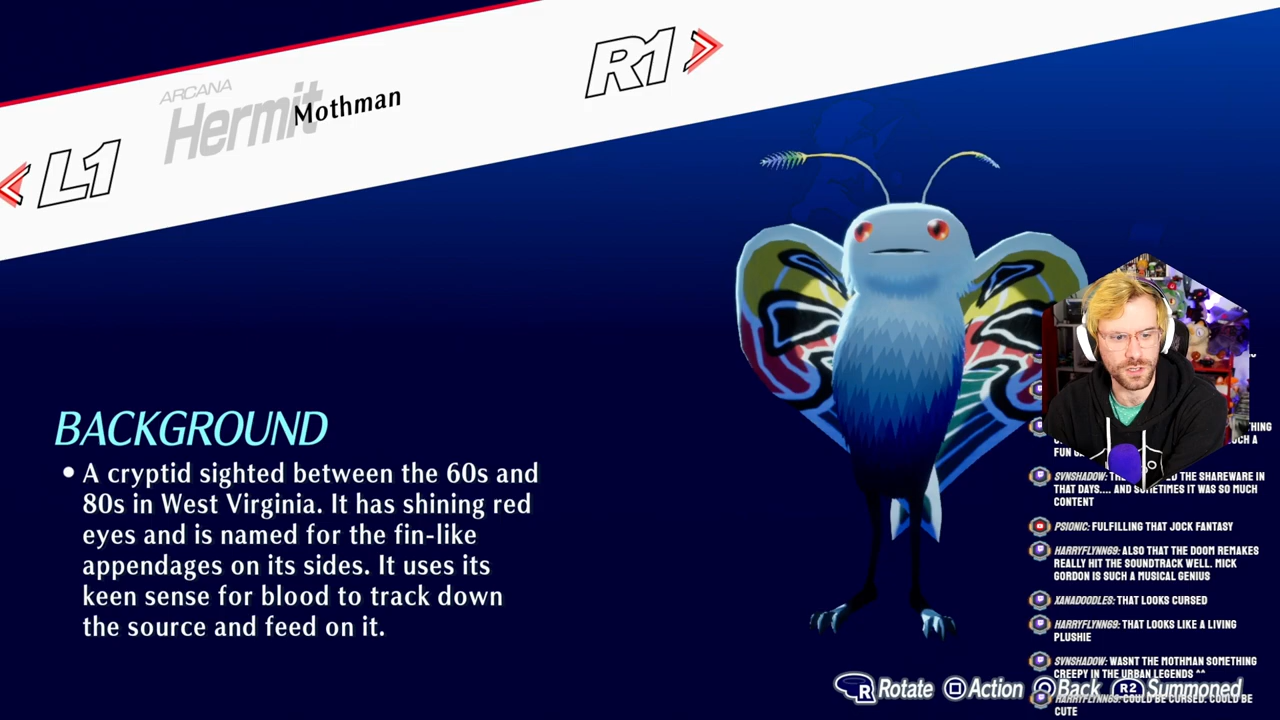 ARCANA
Hermit
Mothman
R1
L1
BACKGROUND
• A cryptid sighted between the 60s and
80s in West Virginia. It has shining red
eyes and is named for the fin-like
appendages on its sides. It uses its
keen sense for blood to track down
the source and feed on it.
FUN
SVNSHADOW: THE SHAREWARE IN
THAT DAYS.... AND SOMETIMES IT WAS SO MUCH
CONTENT
PSIONIC: FULFILLING THAT JOCK FANTASY
HARRYFLYNN69: ALSO THAT THE DOOM REMAKES
REALLY HIT THE SOUNDTRACK WELL. MICK
GORDON IS SUCH A MUSICAL GENIUS
XANADOODLES: THAT LOOKS CURSED
HARRYFLYNN69: THAT LOOKS LIKE A LIVING
PLUSHIE
SVNSHADOW: WASNT THE MOTHMAN SOMETHING
CREEPY IN THE URBAN LEGENDS ^^
R Rotate Action Back R2 Summoned
HARRYFLYNN69: COULD BE CURSED. COULD BE
CUTE